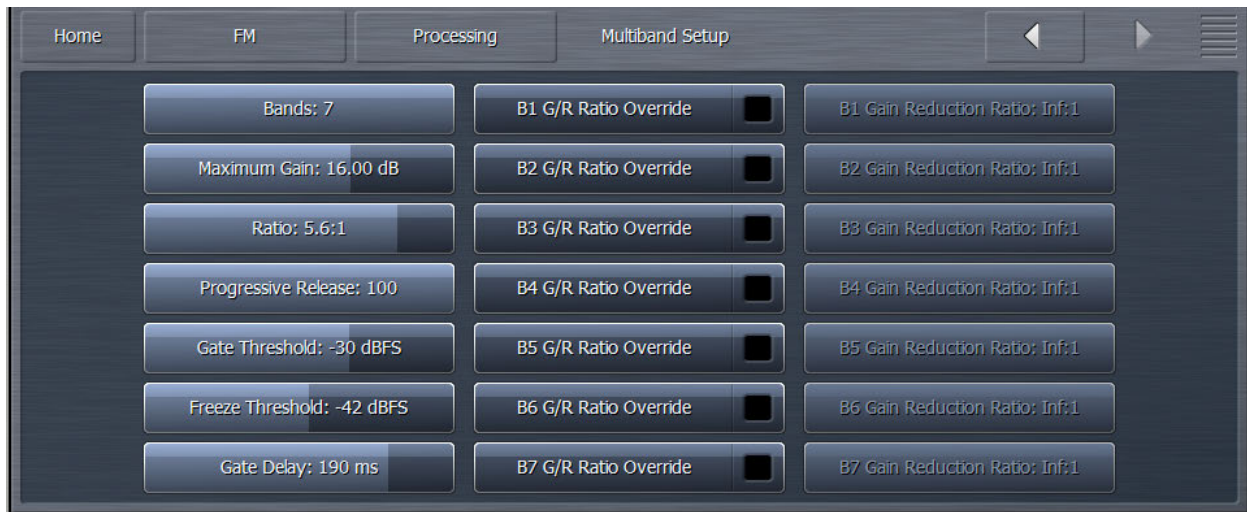 Home FM Processing Multiband Setup
Bands: 7 B1 G/R Ratio Override B1 Gain Reduction Ratio: Inf:1
Maximum Gain: 16.00 dB B2 G/R Ratio Override B2 Gain Reduction Ratio: Inf:1
Ratio: 5.6:1 B3 G/R Ratio Override B3 Gain Reduction Ratio: Inf:1
Progressive Release: 100 B4 G/R Ratio Override B4 Gain Reduction Ratio: Inf:1
Gate Threshold: -30 dBFS B5 G/R Ratio Override B5 Gain Reduction Ratio: Inf:1
Freeze Threshold: -42 dBFS B6 G/R Ratio Override B6 Gain Reduction Ratio: Inf:1
Gate Delay: 190 ms B7 G/R Ratio Override B7 Gain Reduction Ratio: Inf:1